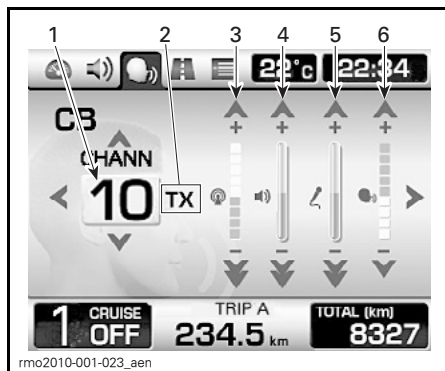 1 2 3 4 5 6
22°c 22:34
CB
CHANN
10 TX
+ + + +
- - - -
1 CRUISE OFF TRIP A 234.5 km TOTAL (km) 8327
rmo2010-001-023_aen